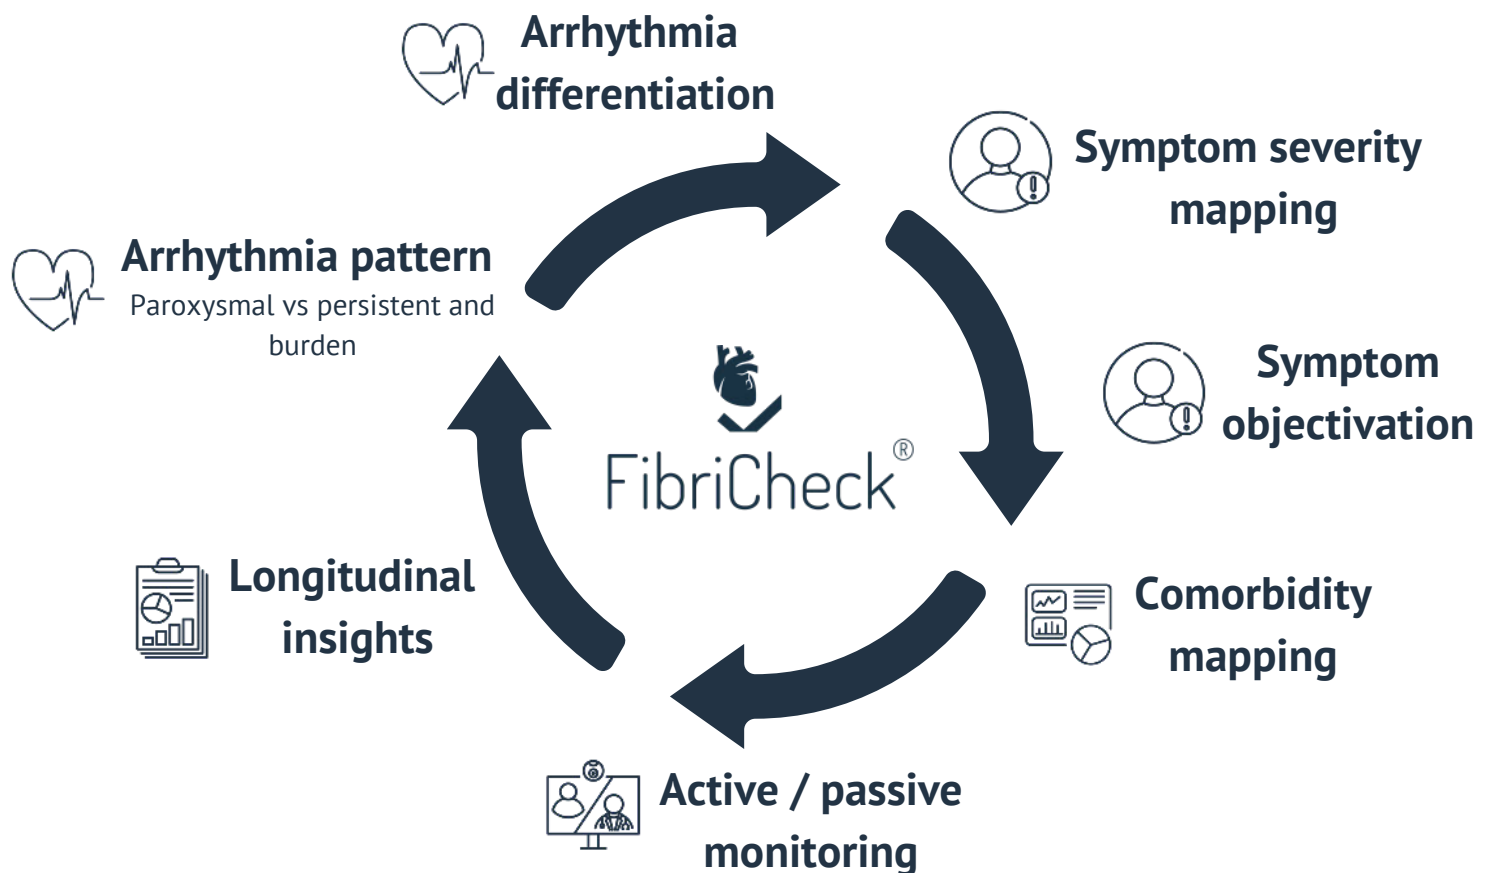 Arrhythmia
differentiation
Symptom severity
mapping
Arrhythmia pattern
Paroxysmal vs persistent and
burden
Symptom
objectivation
FibriCheck®
Longitudinal
insights
Comorbidity
mapping
Active / passive
monitoring